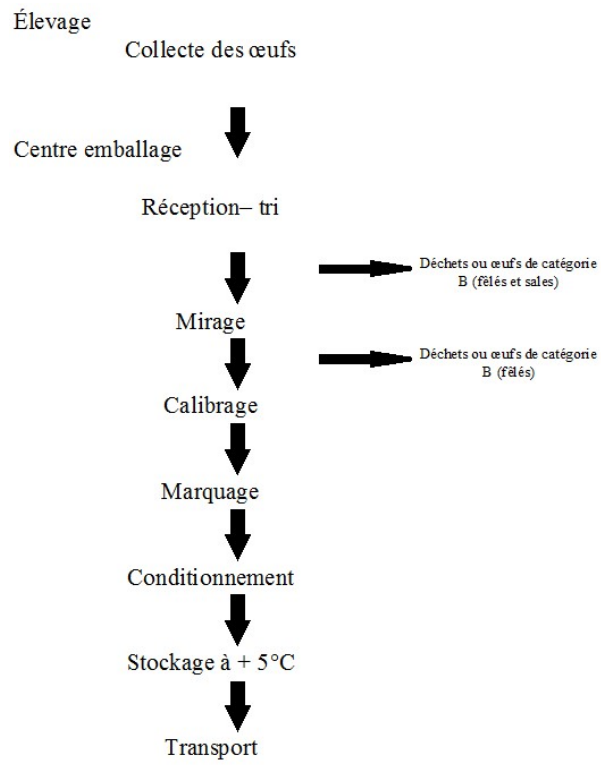 Élevage
Collecte des œufs
Centre emballage
Réception– tri
Déchets ou œufs de catégorie
B (fêlés et sales)
Mirage
Déchets ou œufs de catégorie
B (fêlés)
Calibrage
Marquage
Conditionnement
Stockage à + 5°C
Transport